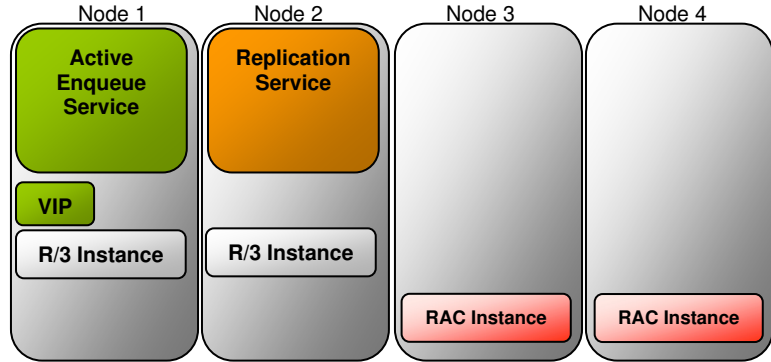 Node 1
Node 2
Node 3
Node 4
Active
Enqueue
Service
Replication
Service
VIP
R/3 Instance
R/3 Instance
RAC Instance
RAC Instance